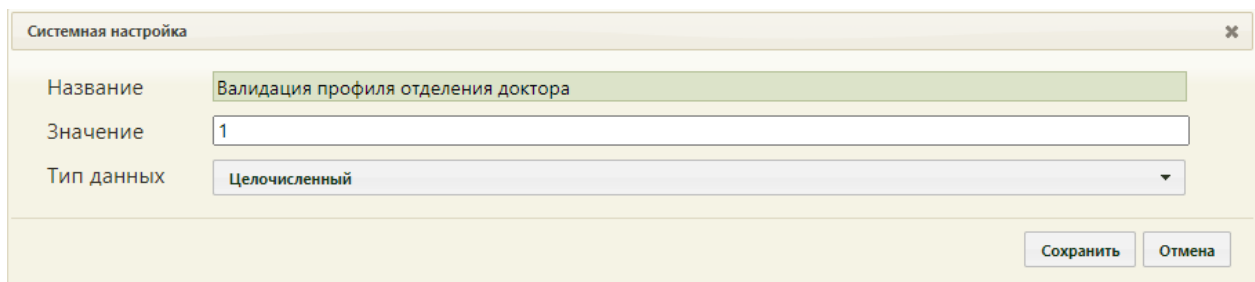 Системная настройка
Название Валидация профиля отделения доктора
Значение 1
Тип данных Целочисленный
Сохранить Отмена